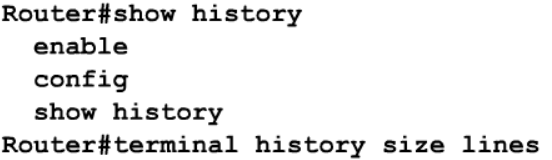 Router#show history
  enable
  config
  show history
Router#terminal history size lines